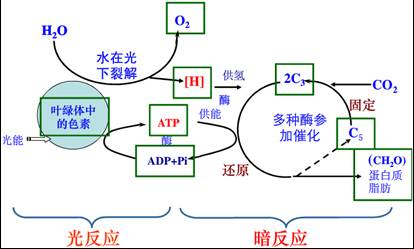 H₂O
O₂
水在光
下裂解
[H]
供氢
酶
2C₃
CO₂
叶绿体中
的色素
光能
ATP
酶
供能
ADP+Pi
多种酶参
加催化
固定
C₅
还原
(CH₂O)
蛋白质
脂肪
光反应
暗反应